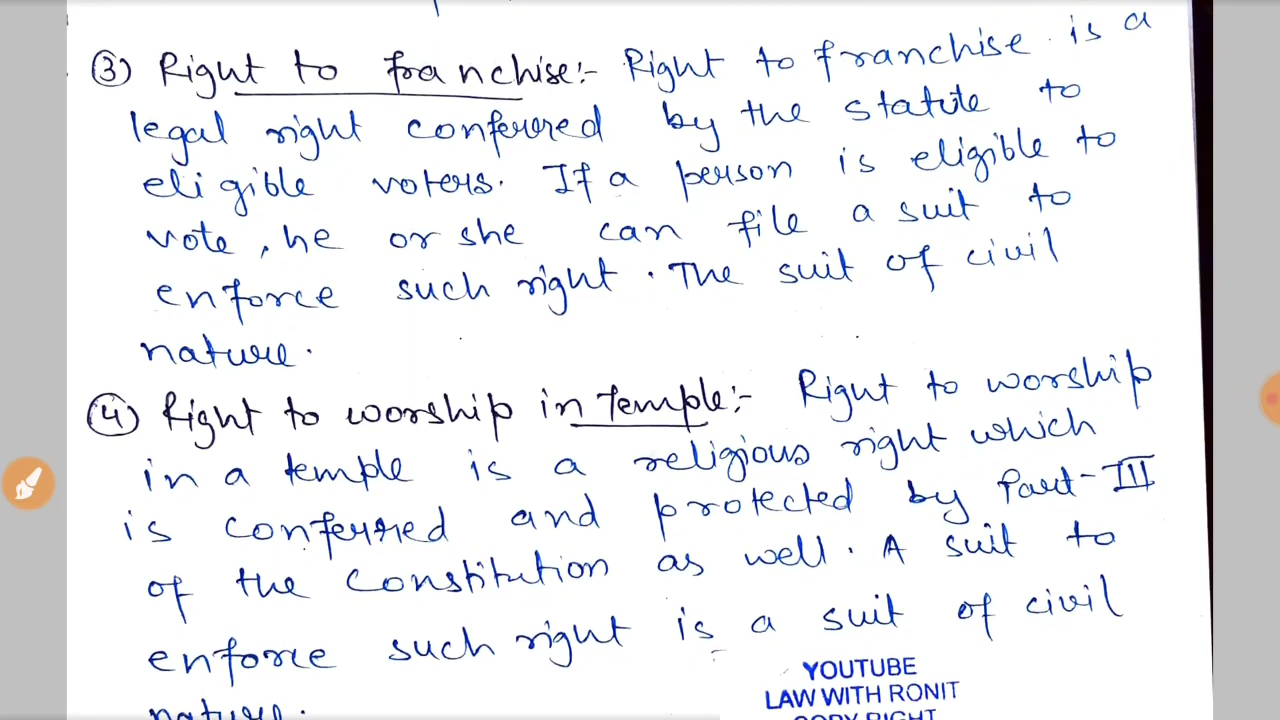 ③ Right to franchise:- Right to franchise is a
legal right conferred by the statute to
eligible voters. If a person is eligible to
vote, he or she can file a suit to
enforce such right. The suit of civil
nature.
④ Right to worship in temple:- Right to worship
in a temple is a religious right which
is conferred and protected by Part-III
of the Constitution as well. A suit to
enforce such right is a suit of civil
nature.
YOUTUBE
LAW WITH RONIT
COPY RIGHT